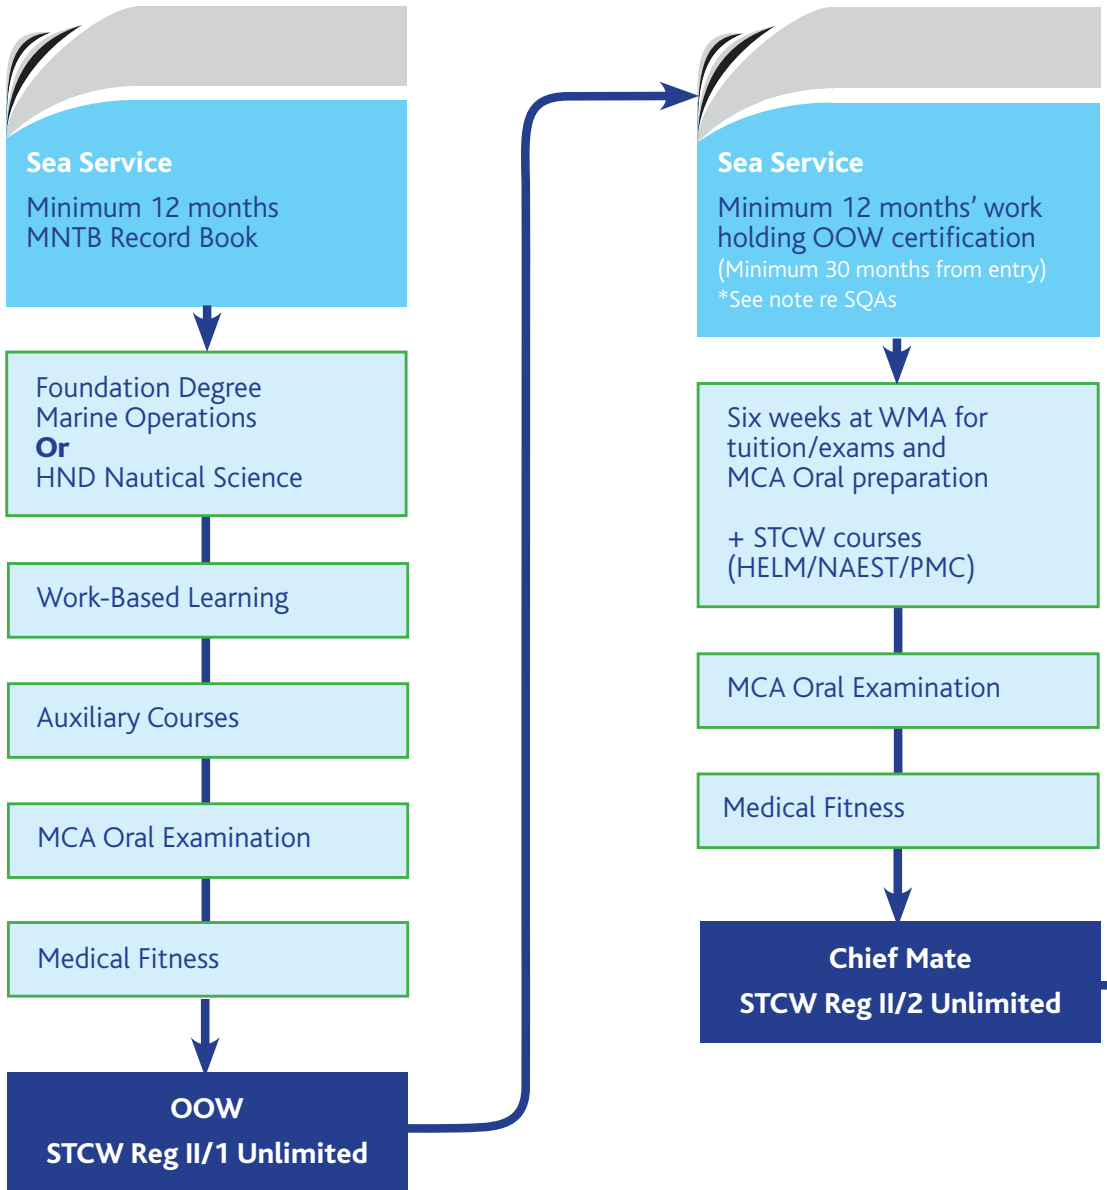 Sea Service
Minimum 12 months
MNTB Record Book
Foundation Degree
Marine Operations
Or
HND Nautical Science
Work-Based Learning
Auxiliary Courses
MCA Oral Examination
Medical Fitness
OOW
STCW Reg II/1 Unlimited
Sea Service
Minimum 12 months’ work
holding OOW certification
(Minimum 30 months from entry)
*See note re SQAs
Six weeks at WMA for
tuition/exams and
MCA Oral preparation
+ STCW courses
(HELM/NAEST/PMC)
MCA Oral Examination
Medical Fitness
Chief Mate
STCW Reg II/2 Unlimited